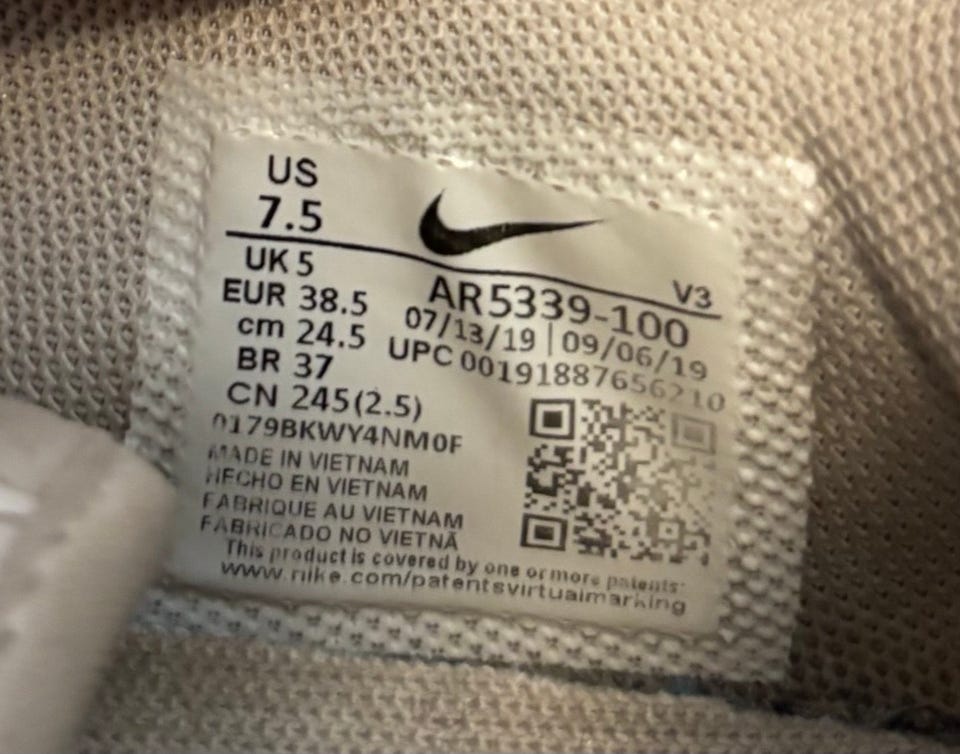 US
7.5
UK 5
EUR 38.5
cm 24.5
BR 37
CN 245(2.5)
V3
AR5339-100
07/13/19 | 09/06/19
UPC 00191887656210
0179BKWY4NM0F
MADE IN VIETNAM
HECHO EN VIETNAM
FABRIQUE AU VIETNAM
FABRICADO NO VIETNÃ
This product is covered by one or more patents
www.nike.com/patentsvirtualmarking